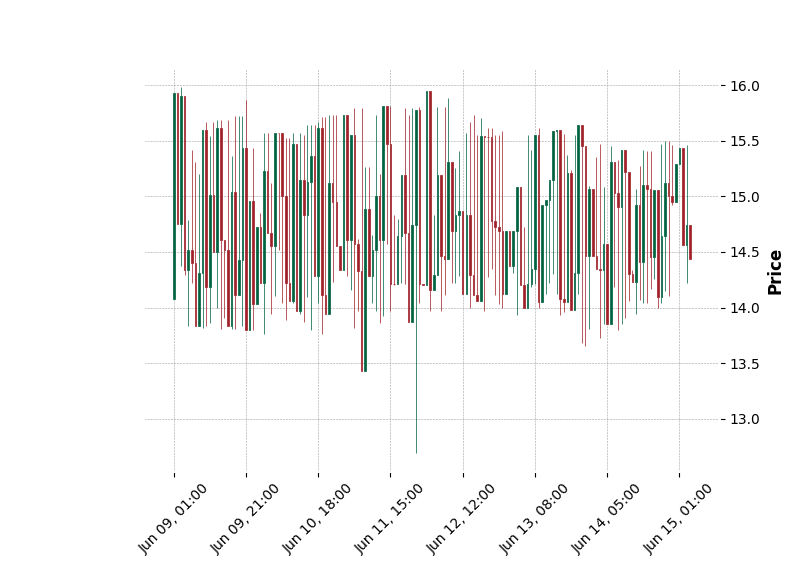 16.0
15.5
15.0
14.5
14.0
13.5
13.0
Price
Jun 09, 01:00
Jun 09, 21:00
Jun 10, 18:00
Jun 11, 15:00
Jun 12, 12:00
Jun 13, 08:00
Jun 14, 05:00
Jun 15, 01:00